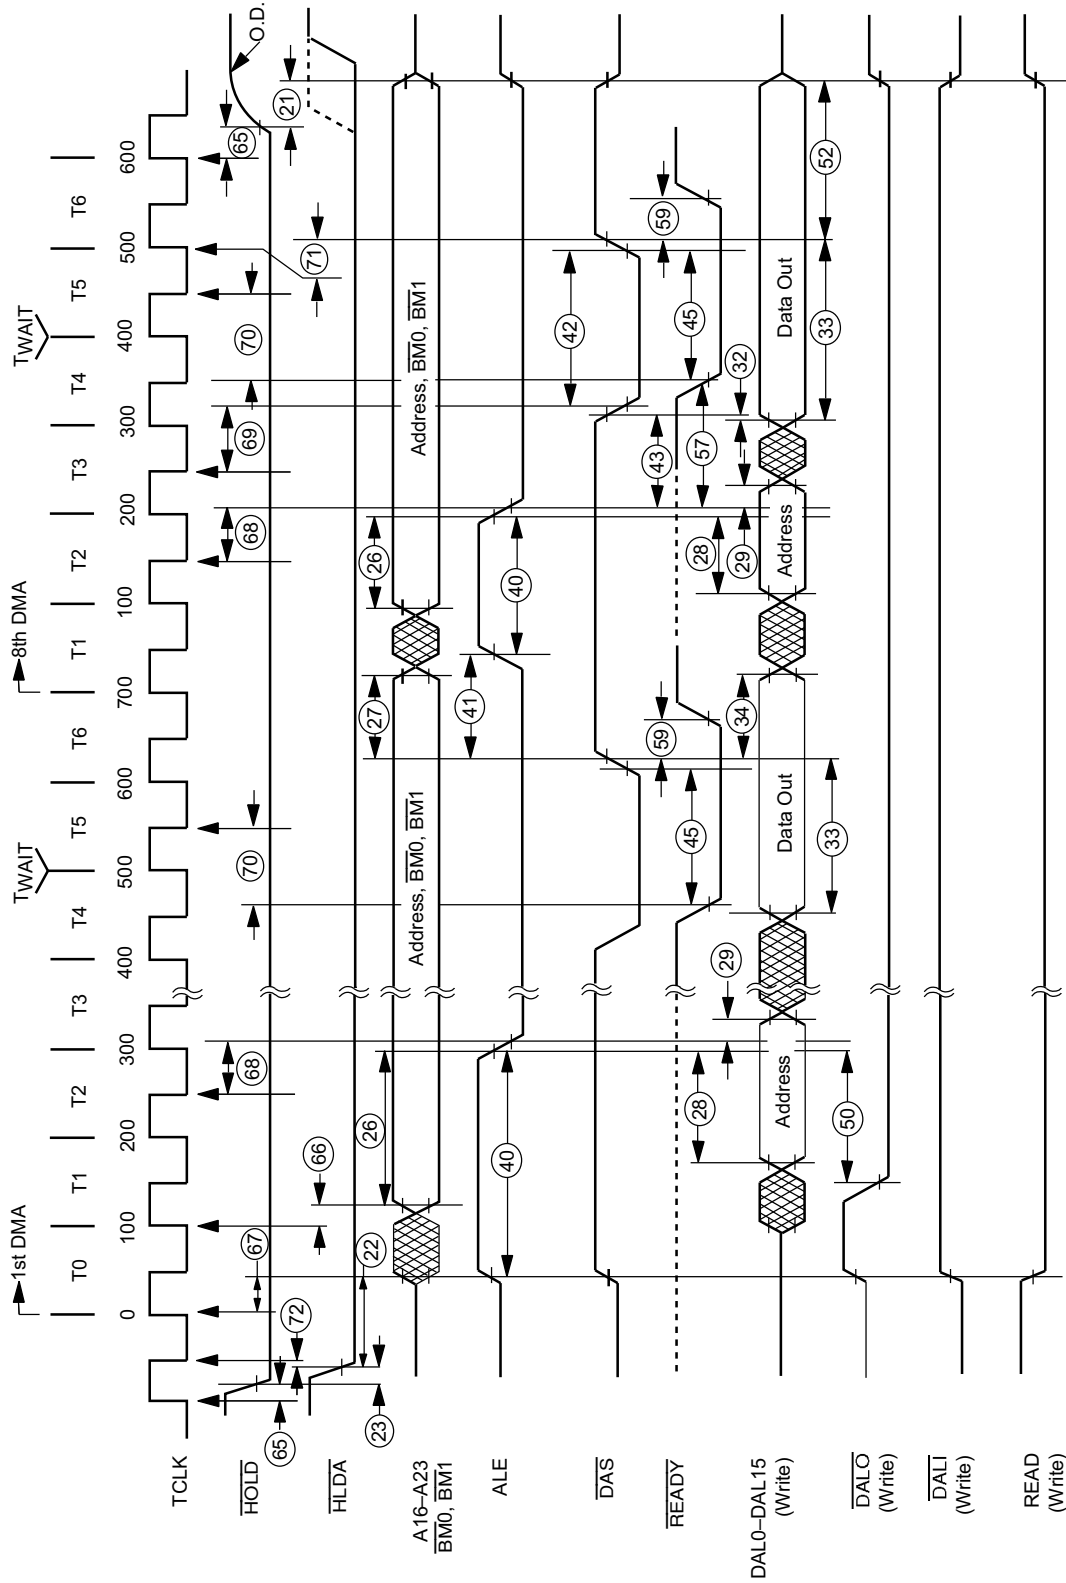 1st DMA
8th DMA
TWAIT
TWAIT
T0 T1 T2 T3 T4 T5 T6 T1 T2 T3 T4 T5 T6
0 100 200 300 400 500 600 700 100 200 300 400 500 600
TCLK
HOLD
65
67
68
70
68
69
70
65
O.D.
HLDA
72
66
71
21
23
22
26
27
26
A16–A23
BM0, BM1
Address, BM0, BM1
Address, BM0, BM1
ALE
40
41
40
DAS
42
READY
59
43
59
45
57
45
28
29
34
28
29
32
DAL0–DAL15
(Write)
Address
Data Out
Address
Data Out
50
33
33
52
DALO
(Write)
DALI
(Write)
READ
(Write)